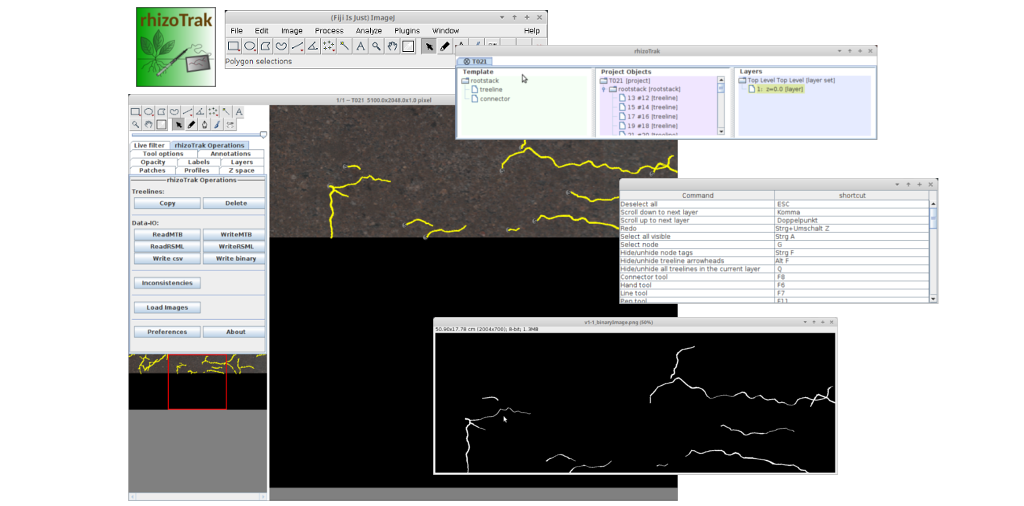 rhizoTrak
(Fiji Is Just) ImageJ
File Edit Image Process Analyze Plugins Window Help
Polygon selections
rhizoTrak
T021
Template
rootstack
treeline
connector
Project Objects
T021 [project]
rootstack [rootstack]
13 #12 [treeline]
15 #14 [treeline]
17 #16 [treeline]
19 #18 [treeline]
21 #20 [treeline]
Layers
Top Level Top Level [layer set]
1: z=0.0 [layer]
1/1 -- T021 5100.0x2048.0x1.0 pixel
Live filter rhizoTrak Operations
Tool options Annotations
Opacity Labels Layers
Patches Profiles Z space
rhizoTrak Operations
Treelines:
Copy Delete
Data-IO:
ReadMTB WriteMTB
ReadRSML WriteRSML
Write csv Write binary
Inconsistencies
Load Images
Preferences About
Command shortcut
Deselect all ESC
Scroll down to next layer Komma
Scroll up to next layer Doppelpunkt
Redo Strg+Umschalt Z
Select all visible Strg A
Select node G
Hide/unhide node tags Strg F
Hide/unhide treeline arrowheads Alt F
Hide/unhide all treelines in the current layer Q
Connector tool F8
Hand tool F6
Line tool F7
Pen tool F11
v1-1_binaryImage.png (66%)
50.90x17.78 cm (2004x700); 8-bit; 1.3MB